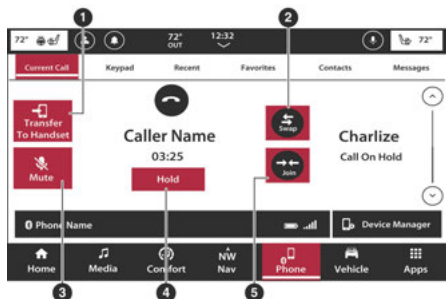 1
2
72°
72°
OUT
12:32
72°
Current Call
Keypad
Recent
Favorites
Contacts
Messages
Transfer
To Handset
Mute
Caller Name
03:25
Hold
Swap
Join
Charlize
Call On Hold
Phone Name
Device Manager
Home
Media
Comfort
NW
Nav
Phone
Vehicle
Apps
3
4
5